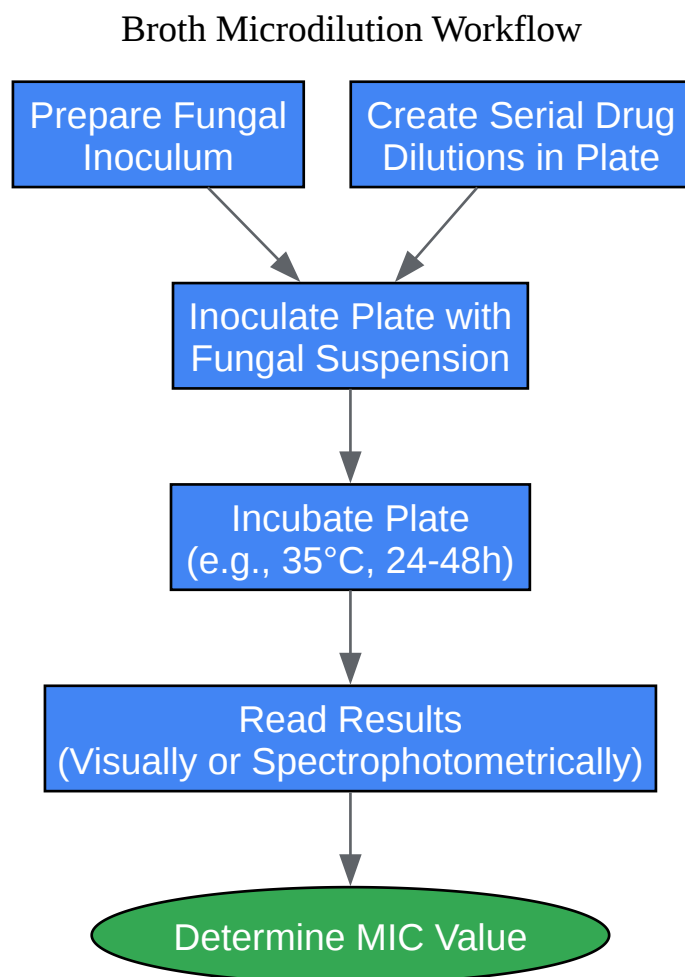 Broth Microdilution Workflow
Prepare Fungal
Inoculum
Create Serial Drug
Dilutions in Plate
Inoculate Plate with
Fungal Suspension
Incubate Plate
(e.g., 35°C, 24-48h)
Read Results
(Visually or Spectrophotometrically)
Determine MIC Value